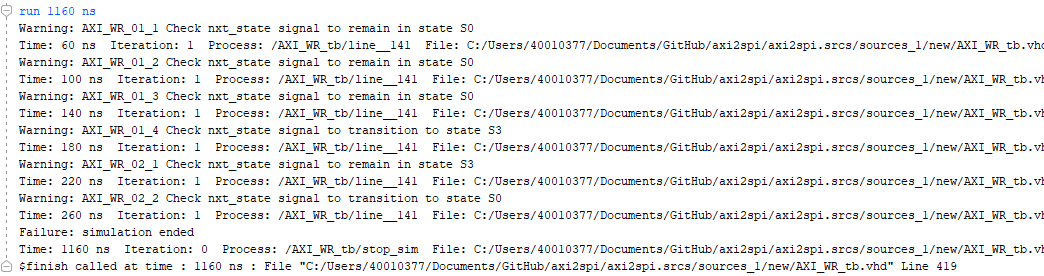 run 1160 ns
Warning: AXI_WR_01_1 Check nxt_state signal to remain in state S0
Time: 60 ns  Iteration: 1  Process: /AXI_WR_tb/line__141  File: C:/Users/40010377/Documents/GitHub/axi2spi/axi2spi.srcs/sources_1/new/AXI_WR_tb.vhd
Warning: AXI_WR_01_2 Check nxt_state signal to remain in state S0
Time: 100 ns  Iteration: 1  Process: /AXI_WR_tb/line__141  File: C:/Users/40010377/Documents/GitHub/axi2spi/axi2spi.srcs/sources_1/new/AXI_WR_tb.vh
Warning: AXI_WR_01_3 Check nxt_state signal to remain in state S0
Time: 140 ns  Iteration: 1  Process: /AXI_WR_tb/line__141  File: C:/Users/40010377/Documents/GitHub/axi2spi/axi2spi.srcs/sources_1/new/AXI_WR_tb.vh
Warning: AXI_WR_01_4 Check nxt_state signal to transition to state S3
Time: 180 ns  Iteration: 1  Process: /AXI_WR_tb/line__141  File: C:/Users/40010377/Documents/GitHub/axi2spi/axi2spi.srcs/sources_1/new/AXI_WR_tb.vh
Warning: AXI_WR_02_1 Check nxt_state signal to remain in state S3
Time: 220 ns  Iteration: 1  Process: /AXI_WR_tb/line__141  File: C:/Users/40010377/Documents/GitHub/axi2spi/axi2spi.srcs/sources_1/new/AXI_WR_tb.vh
Warning: AXI_WR_02_2 Check nxt_state signal to transition to state S0
Time: 260 ns  Iteration: 1  Process: /AXI_WR_tb/line__141  File: C:/Users/40010377/Documents/GitHub/axi2spi/axi2spi.srcs/sources_1/new/AXI_WR_tb.vh
Failure: simulation ended
Time: 1160 ns  Iteration: 0  Process: /AXI_WR_tb/stop_sim  File: C:/Users/40010377/Documents/GitHub/axi2spi/axi2spi.srcs/sources_1/new/AXI_WR_tb.vh
$finish called at time : 1160 ns : File "C:/Users/40010377/Documents/GitHub/axi2spi/axi2spi.srcs/sources_1/new/AXI_WR_tb.vhd" Line 419